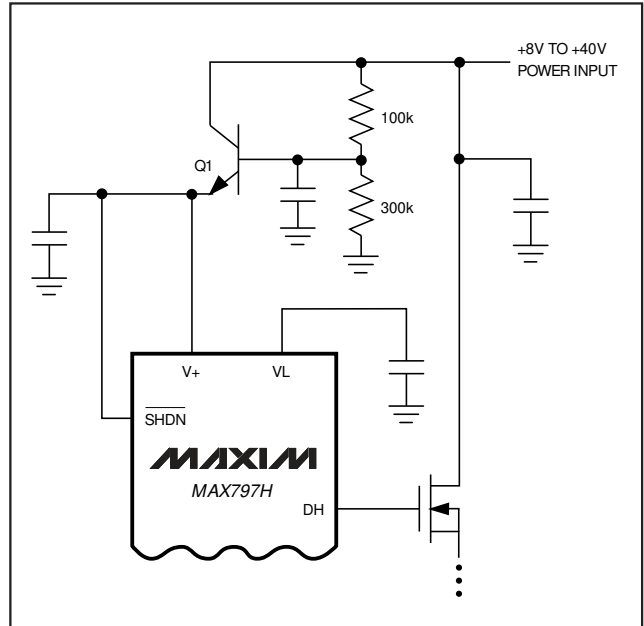 +8V TO +40V
POWER INPUT
100k
Q1
300k
V+
VL
SHDN
MAXIM
MAX797H
DH